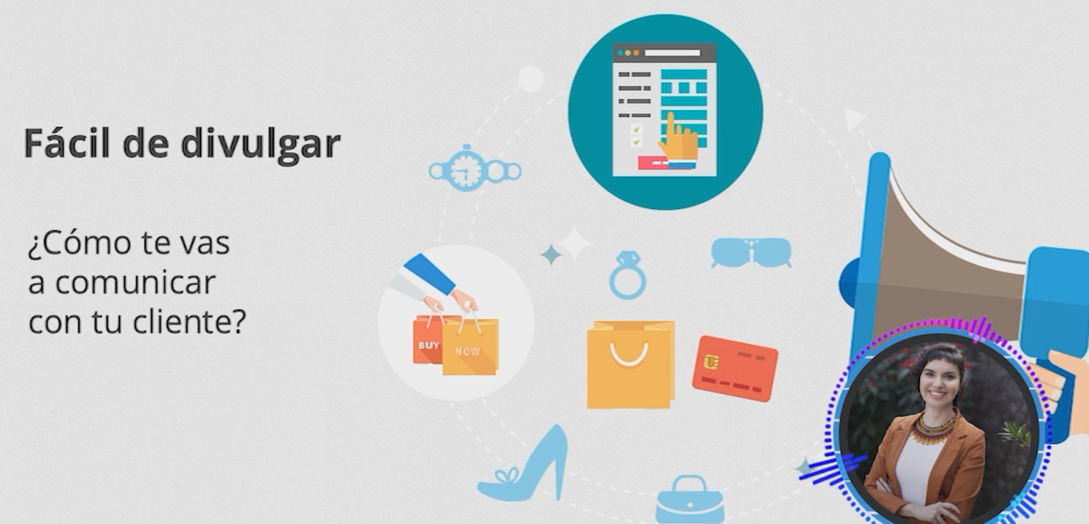 Fácil de divulgar
¿Cómo te vas
a comunicar
con tu cliente?
BUY
NOW